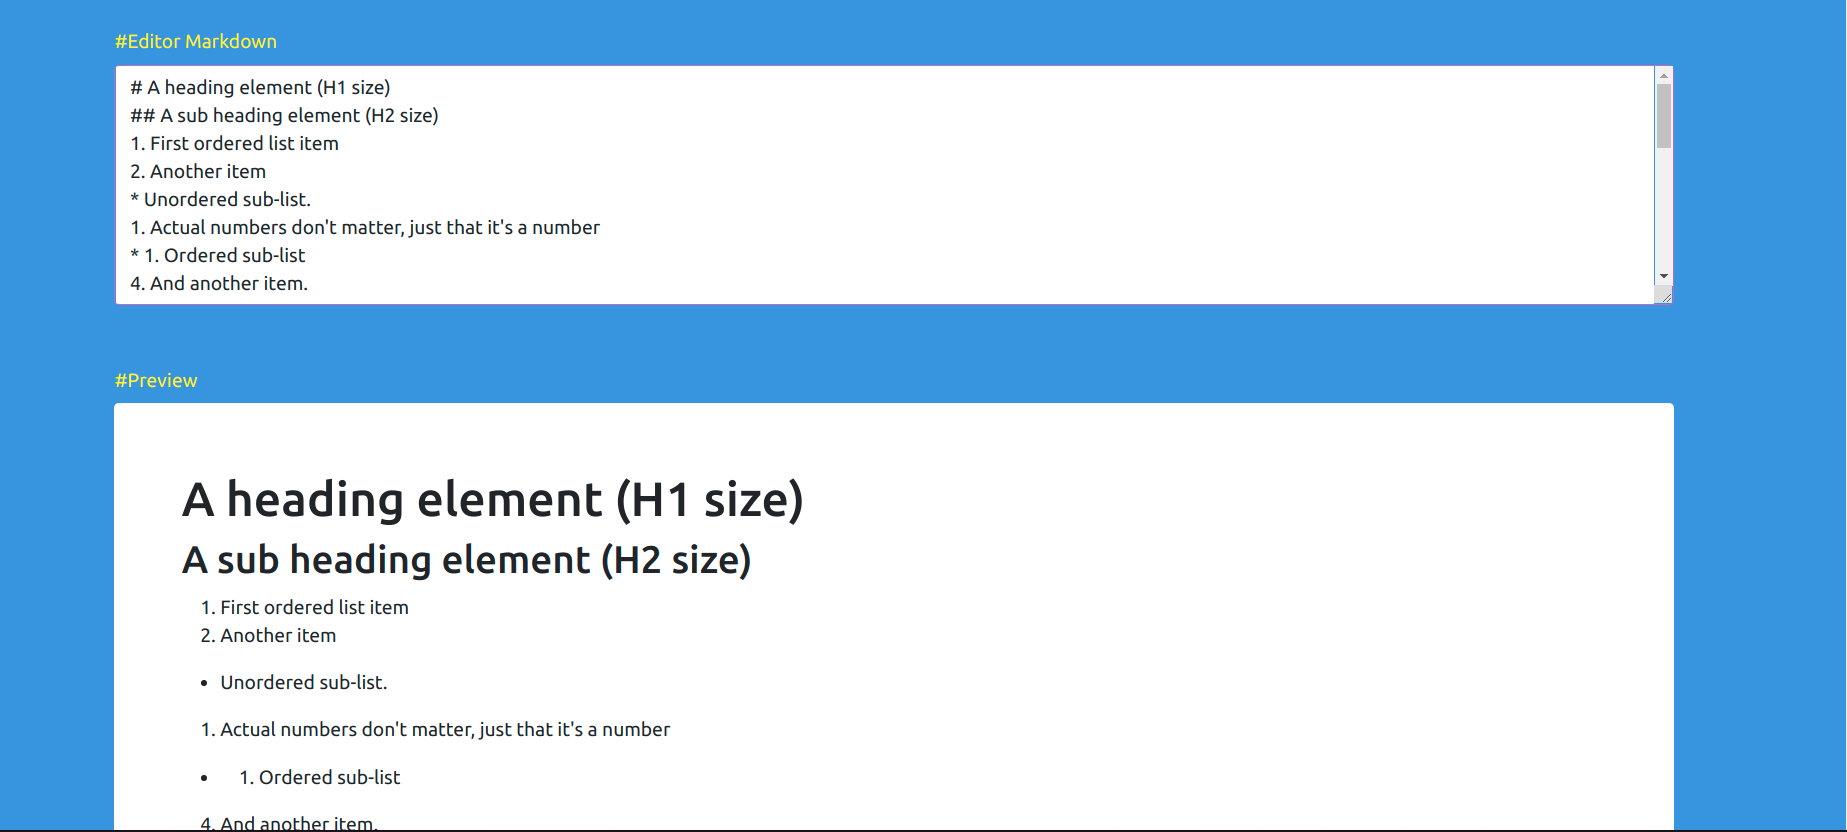 #Editor Markdown
# A heading element (H1 size)
## A sub heading element (H2 size)
1. First ordered list item
2. Another item
* Unordered sub-list.
1. Actual numbers don't matter, just that it's a number
* 1. Ordered sub-list
4. And another item.
#Preview
A heading element (H1 size)
A sub heading element (H2 size)
1. First ordered list item
2. Another item
• Unordered sub-list.
1. Actual numbers don't matter, just that it's a number
• 1. Ordered sub-list
4. And another item.